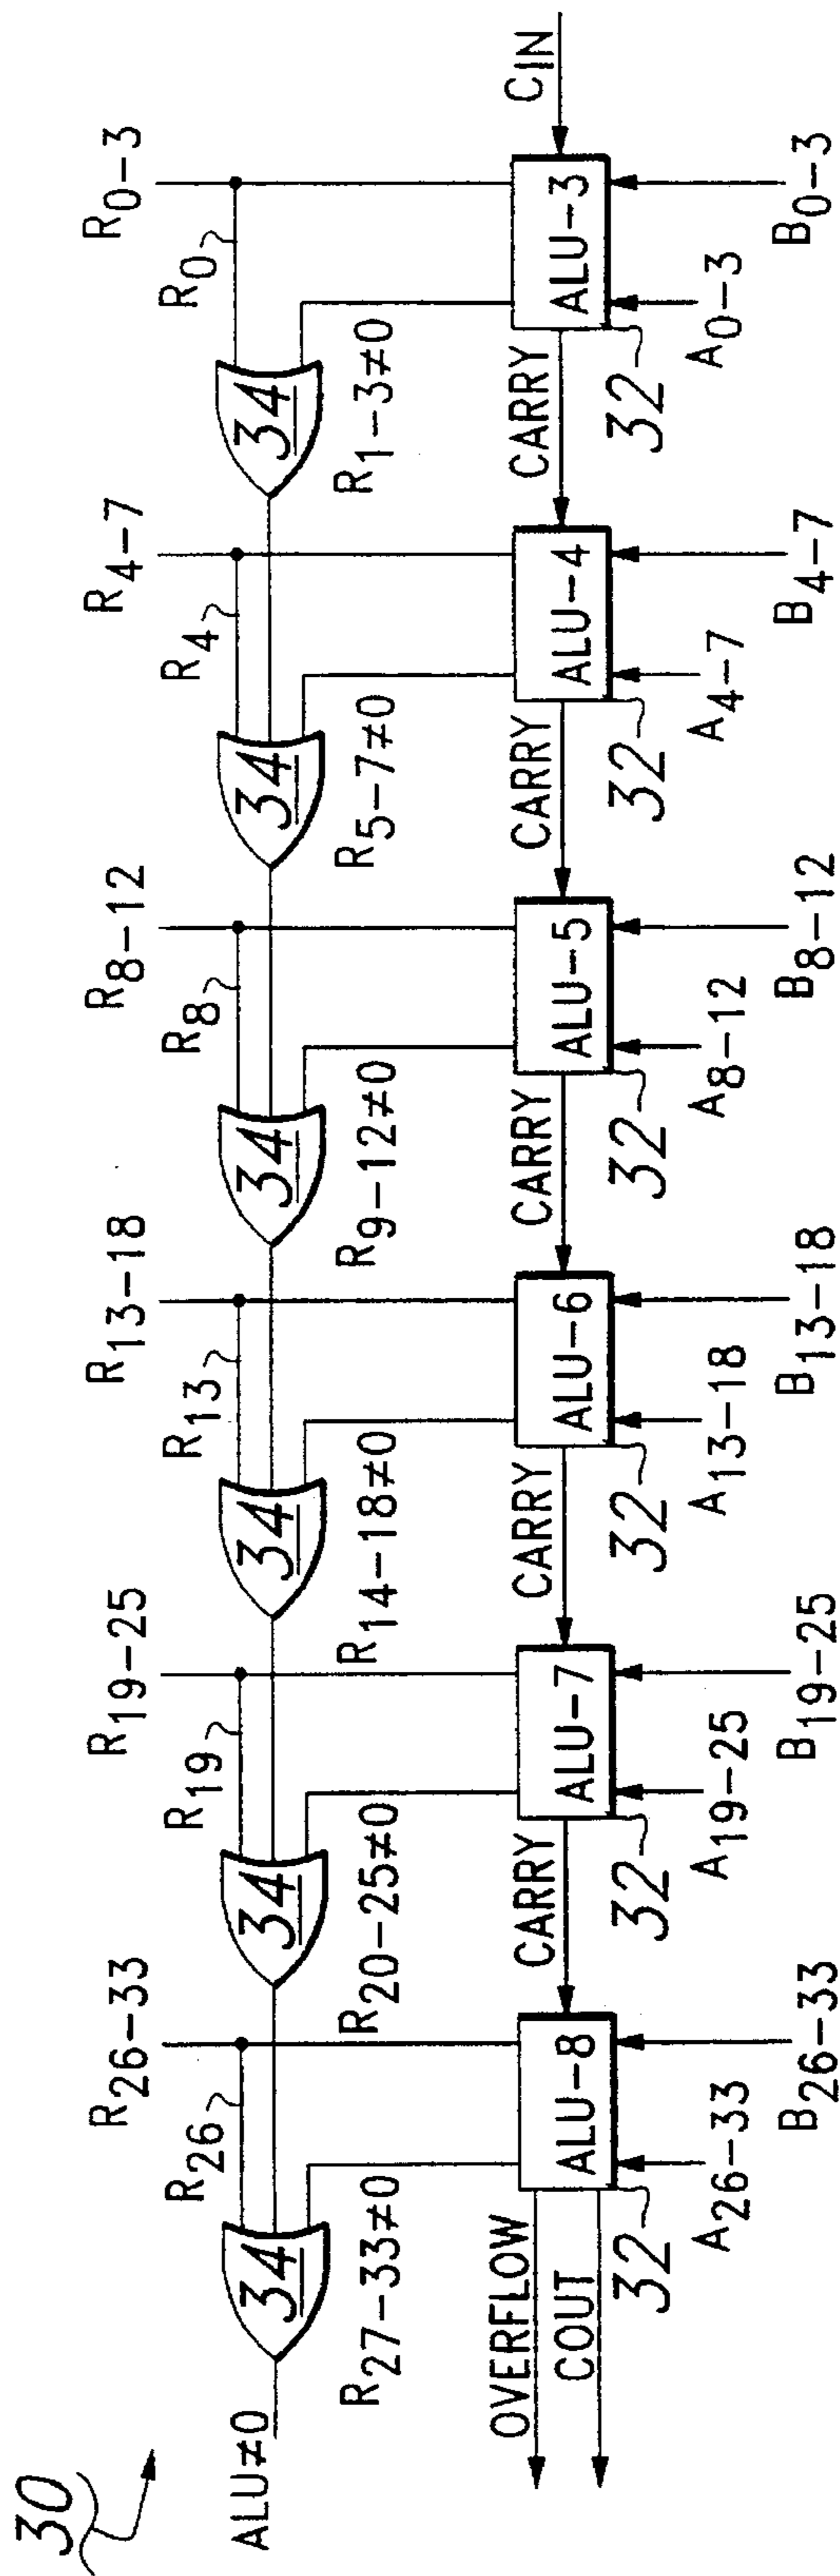 30
ALU≠0
R26-33
R26
R27-33≠0
34
OVERFLOW
COUT
ALU-8
32
A26-33
B26-33
R19-25
R19
R20-25≠0
34
CARRY
ALU-7
32
A19-25
B19-25
R13-18
R13
R14-18≠0
34
CARRY
ALU-6
32
A13-18
B13-18
R8-12
R8
R9-12≠0
34
CARRY
ALU-5
32
A8-12
B8-12
R4-7
R4
R5-7≠0
34
CARRY
ALU-4
32
A4-7
B4-7
R0-3
R0
R1-3≠0
34
CARRY
ALU-3
32
A0-3
B0-3
CIN